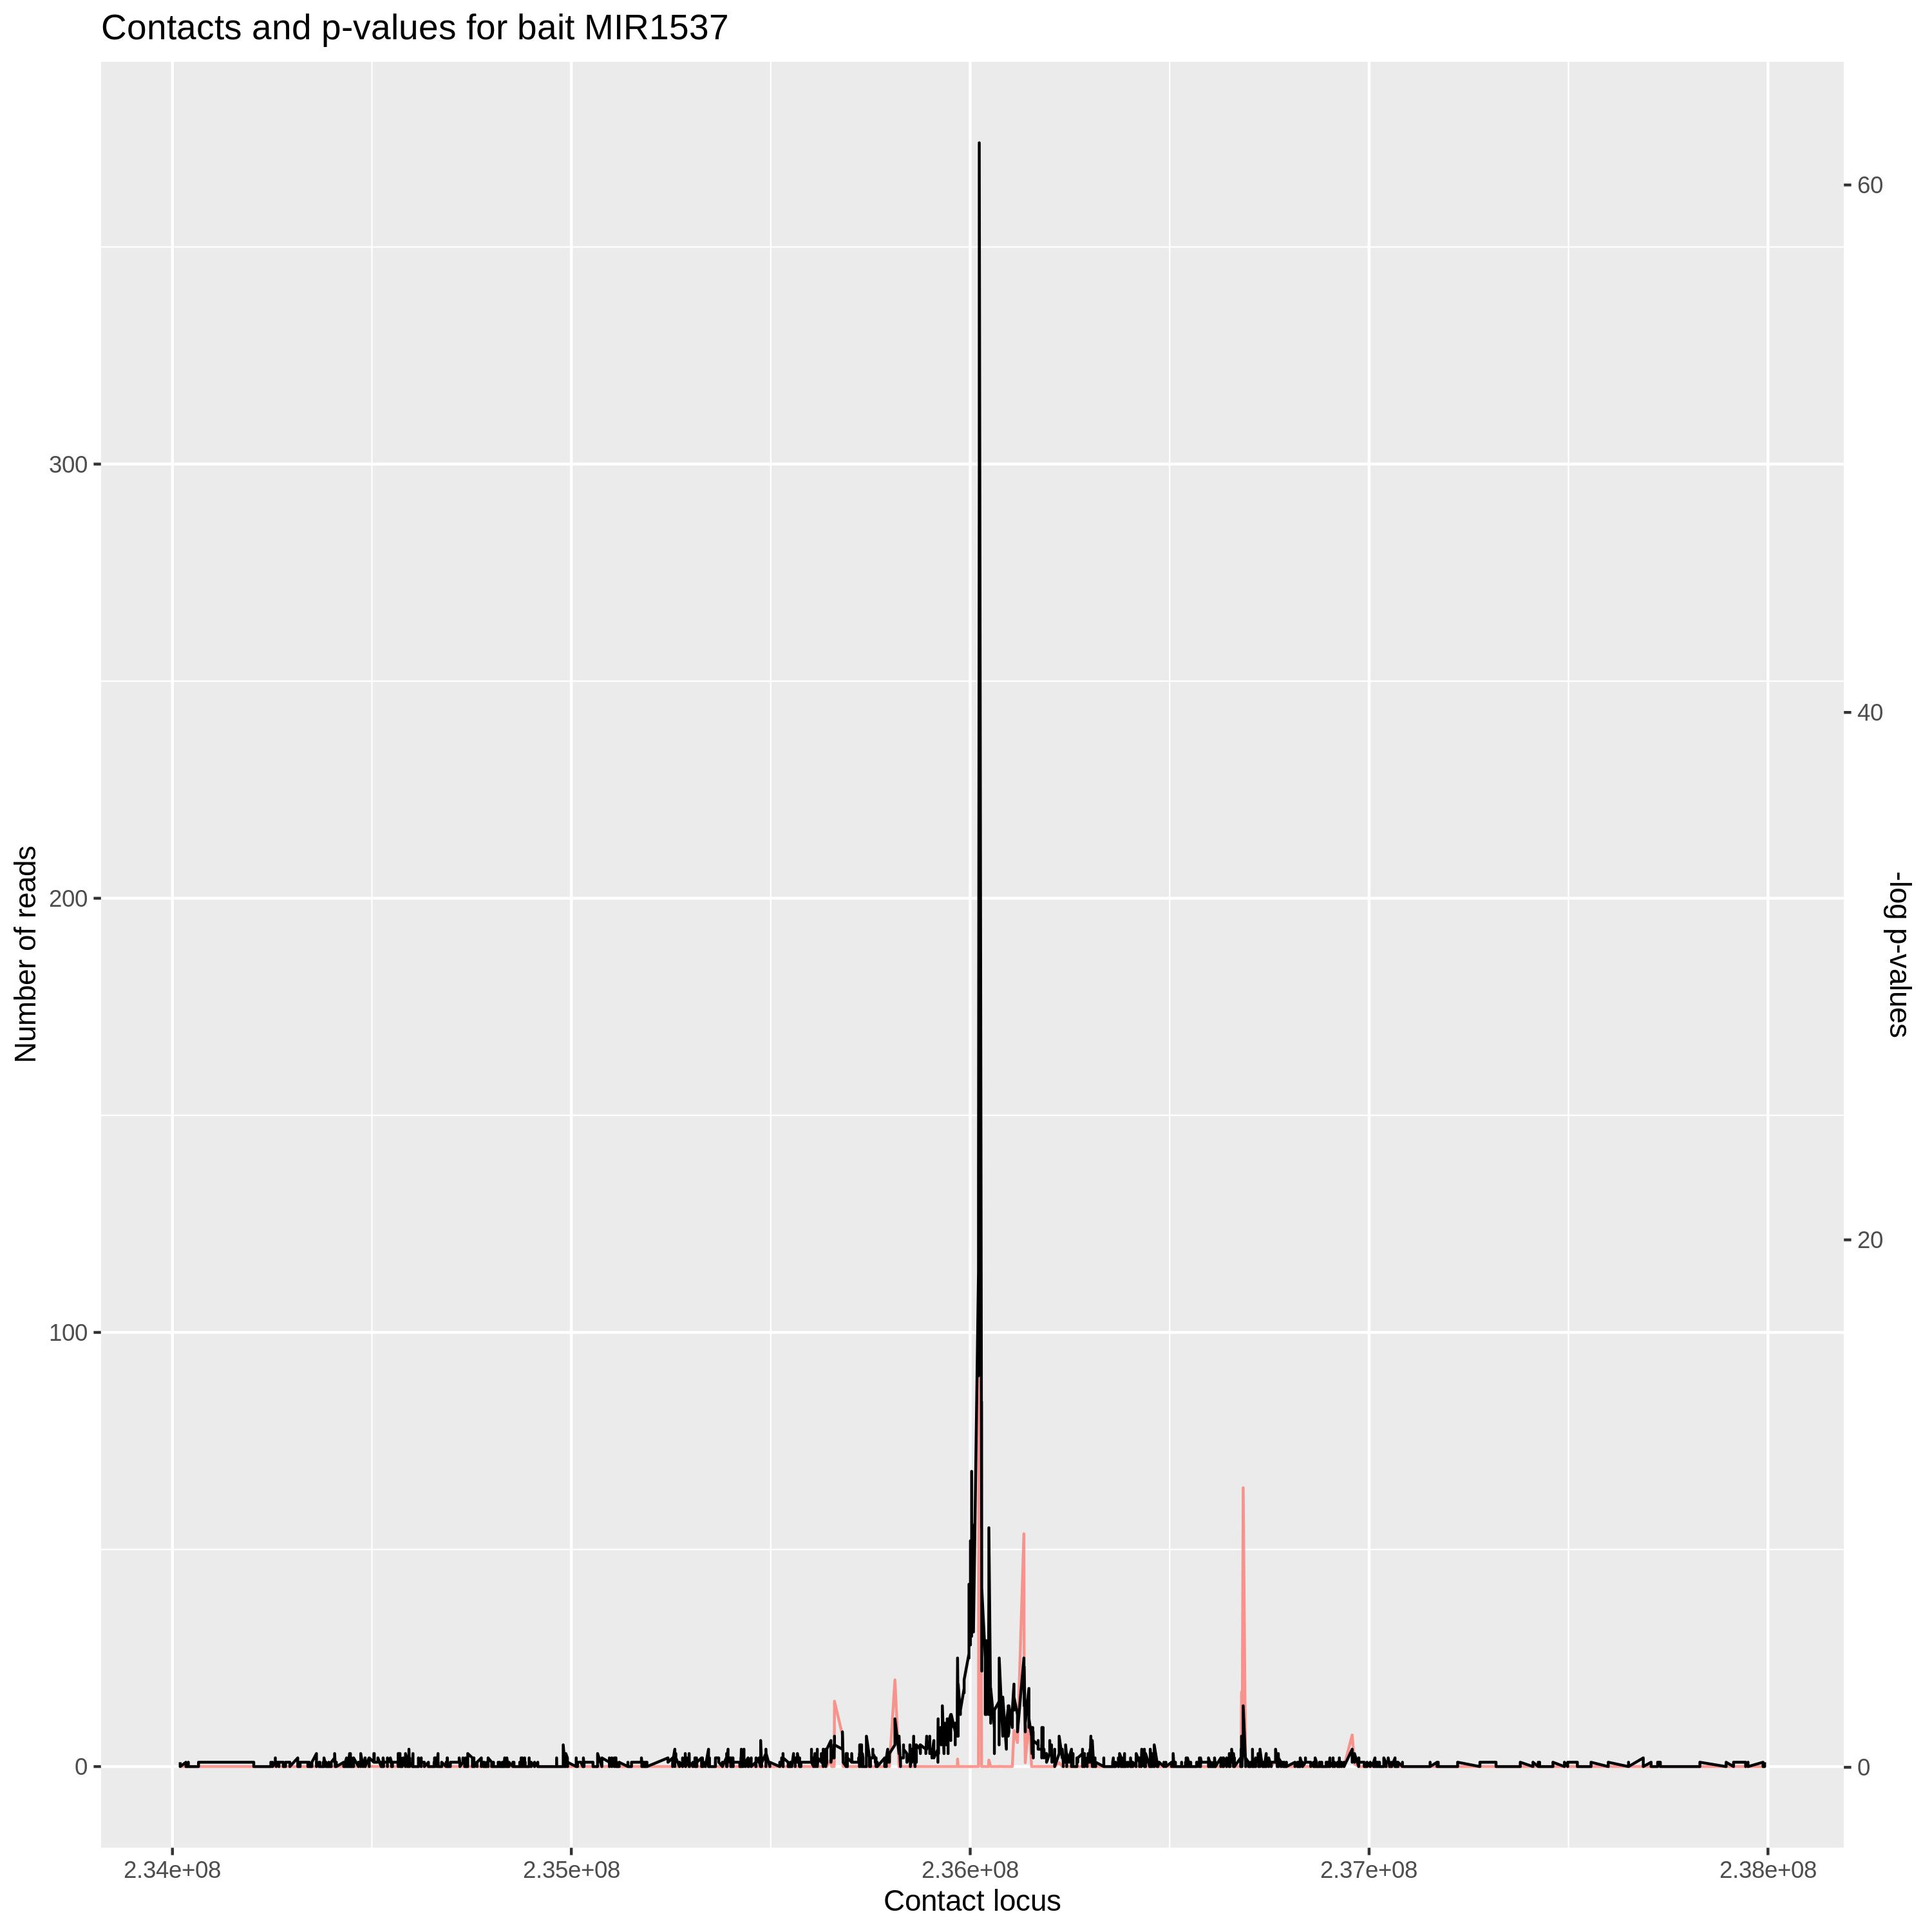 Contacts and p-values for bait MIR1537
Number of reads
300
200
100
0
60
40
20
0
-log p-values
2.34e+08
2.35e+08
2.36e+08
2.37e+08
2.38e+08
Contact locus